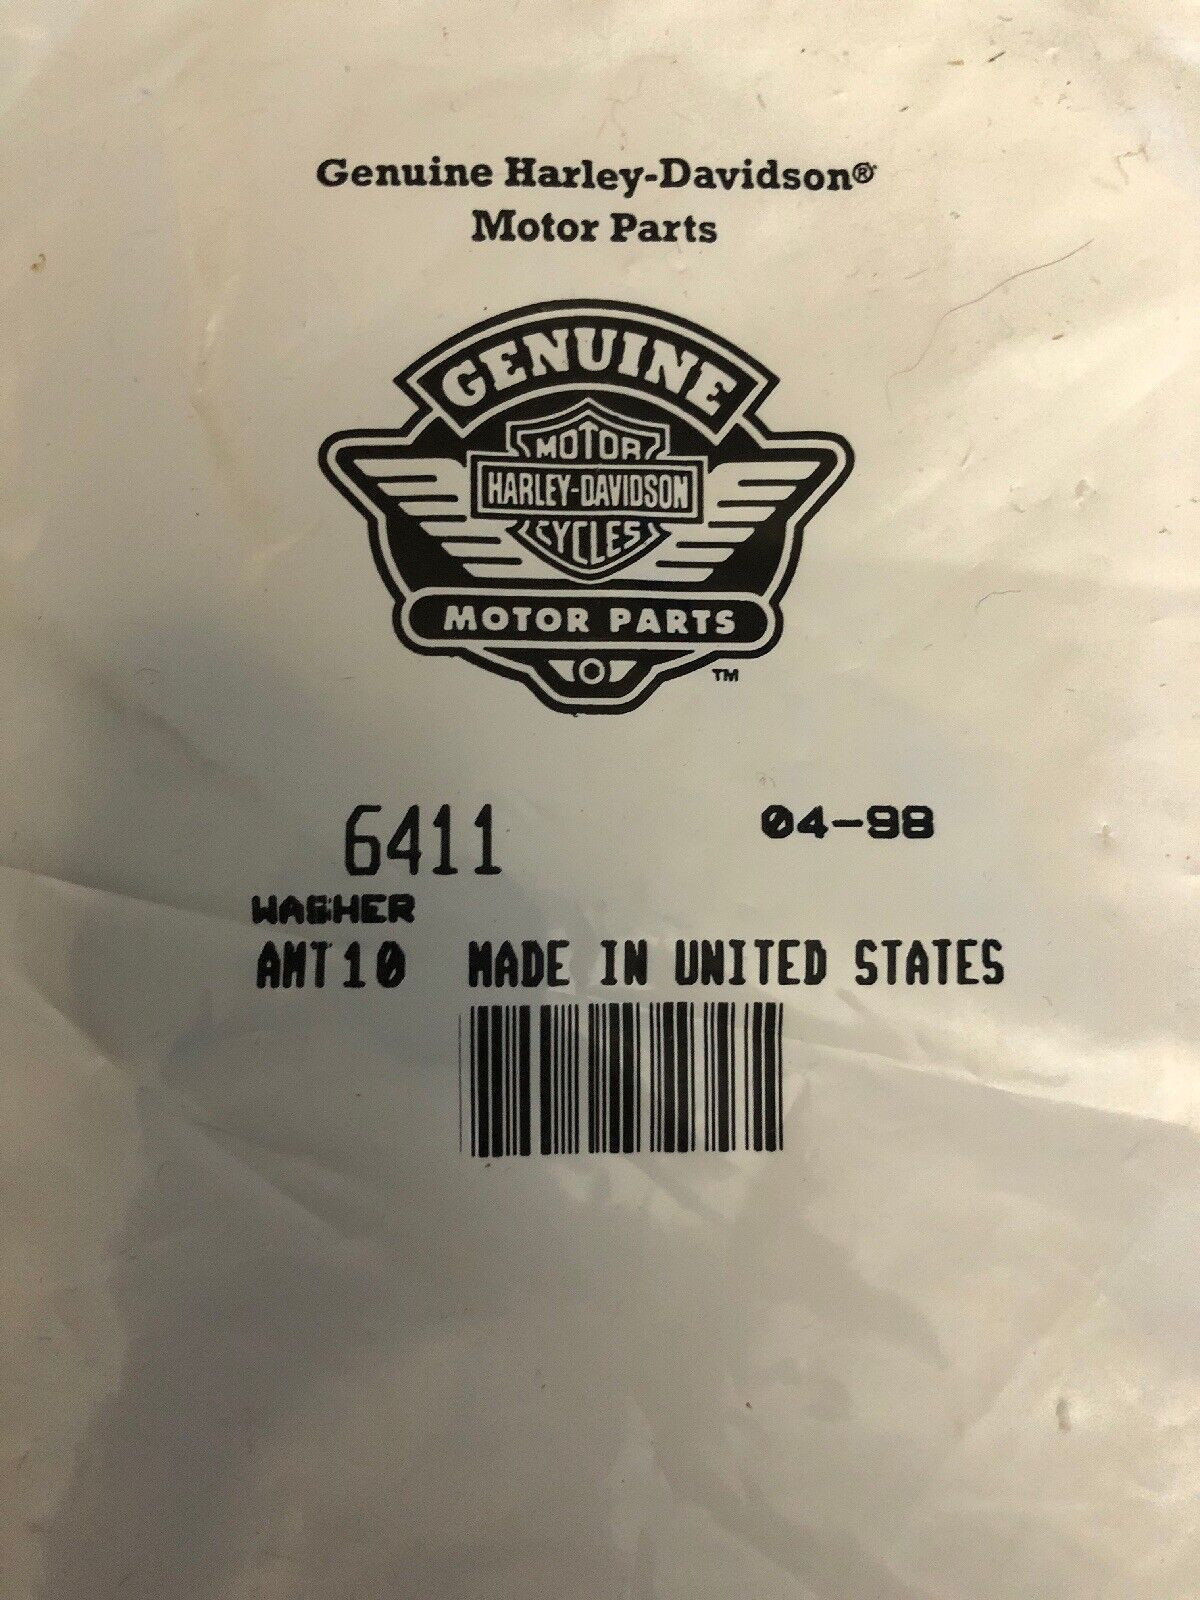 Genuine Harley-Davidson®
Motor Parts
GENUINE
MOTOR
HARLEY-DAVIDSON
CYCLES
MOTOR PARTS
TM
6411 04-98
WASHER
AMT10 MADE IN UNITED STATES